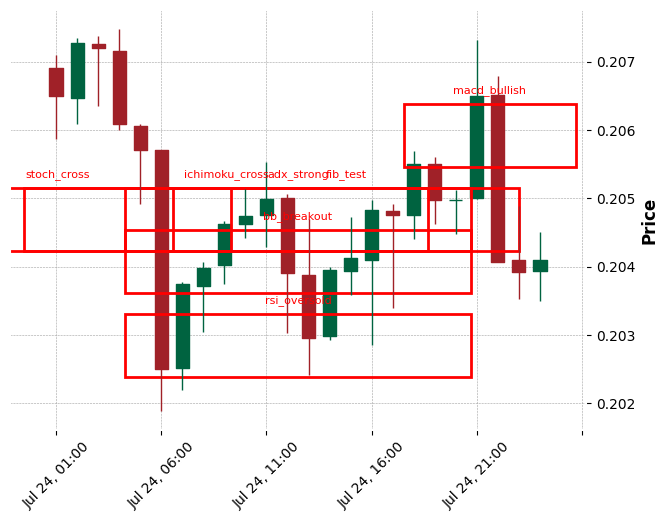 0.207
macd_bullish
0.206
stoch_cross
ichimoku_cross
adx_strong
fib_test
0.205
bb_breakout
Price
0.204
rsi_oversold
0.203
0.202
Jul 24, 01:00
Jul 24, 06:00
Jul 24, 11:00
Jul 24, 16:00
Jul 24, 21:00